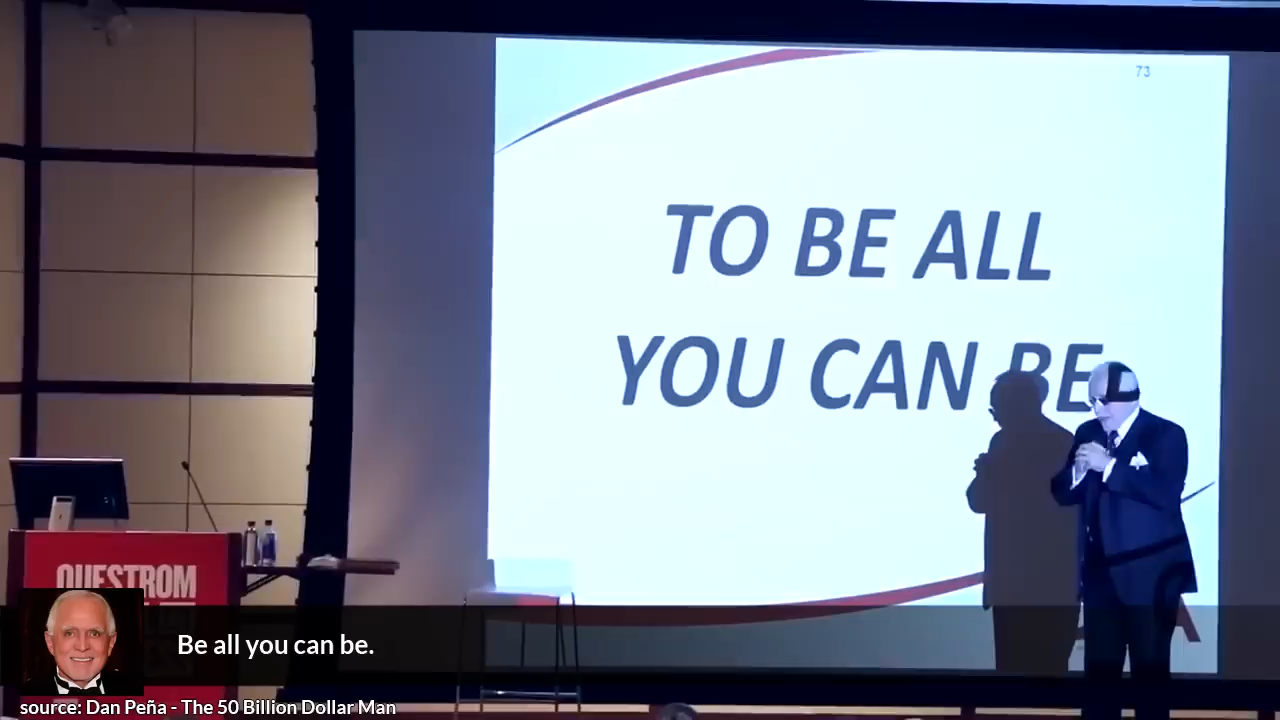 73
TO BE ALL
YOU CAN BE
QUESTROM
Be all you can be.
source: Dan Peña - The 50 Billion Dollar Man